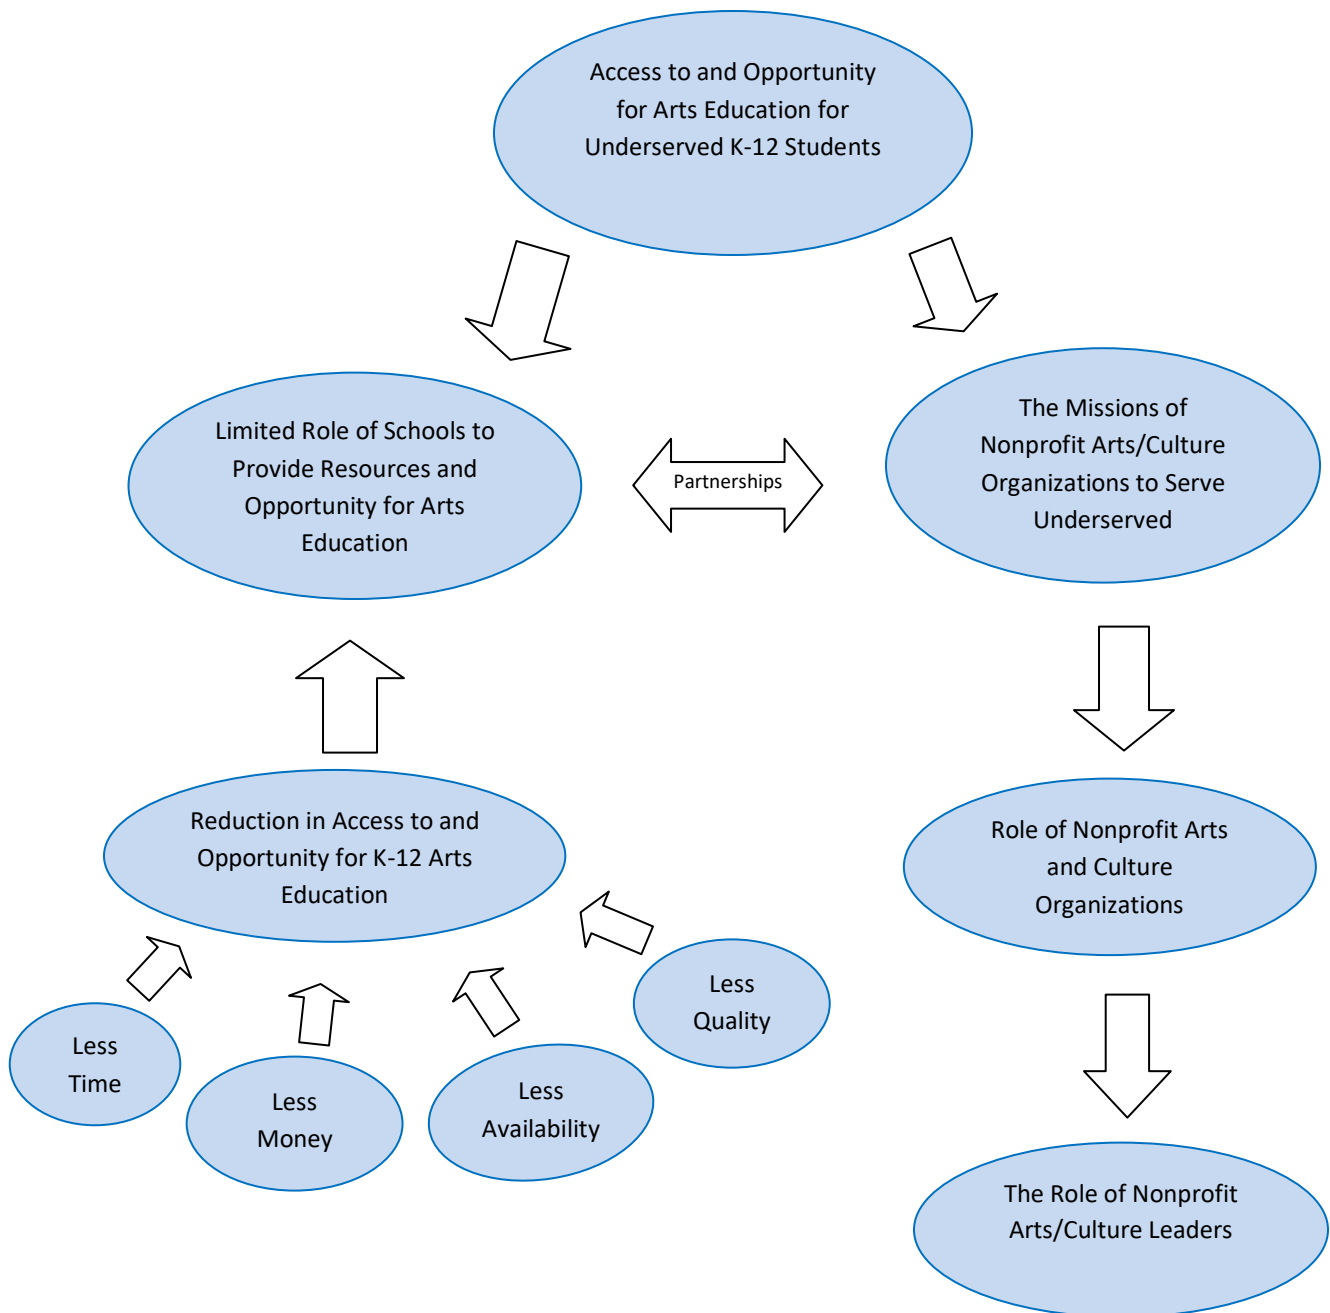 Access to and Opportunity
for Arts Education for
Underserved K-12 Students
Limited Role of Schools to
Provide Resources and
Opportunity for Arts
Education
Partnerships
The Missions of
Nonprofit Arts/Culture
Organizations to Serve
Underserved
Reduction in Access to and
Opportunity for K-12 Arts
Education
Role of Nonprofit Arts
and Culture
Organizations
Less
Time
Less
Money
Less
Availability
Less
Quality
The Role of Nonprofit
Arts/Culture Leaders